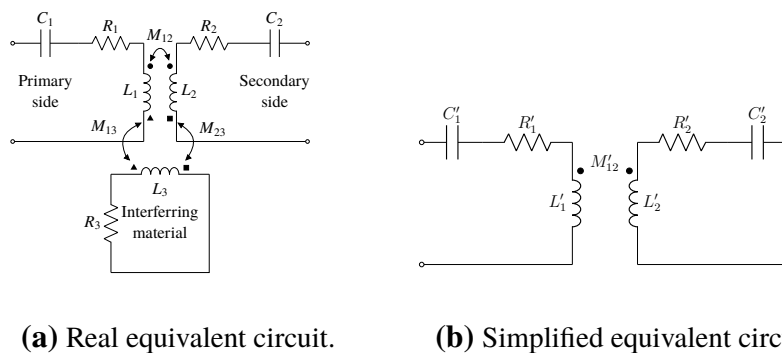 C₁ R₁ M₁₂ R₂ C₂
Primary side
L₁ L₂
Secondary side
M₁₃ M₂₃
L₃
R₃
Interferring material
(a) Real equivalent circuit.
C′₁ R′₁ M′₁₂ R′₂ C′₂
L′₁ L′₂
(b) Simplified equivalent circ